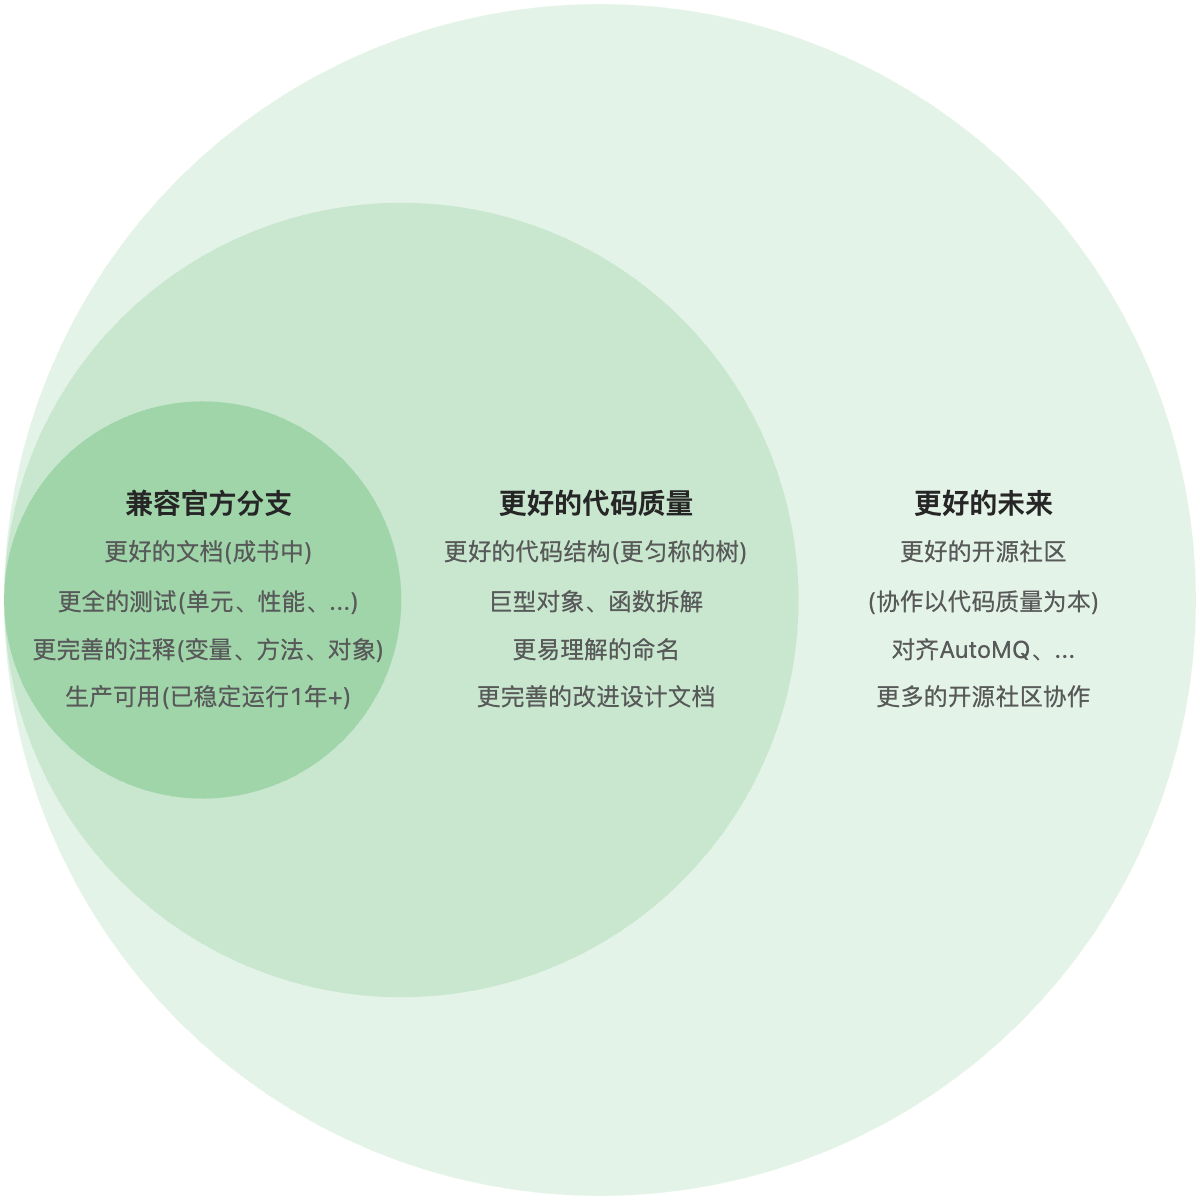 兼容官方分支
更好的文档(成书中)
更全的测试(单元、性能、...)
更完善的注释(变量、方法、对象)
生产可用(已稳定运行1年+)
更好的代码质量
更好的代码结构(更匀称的树)
巨型对象、函数拆解
更易理解的命名
更完善的改进设计文档
更好的未来
更好的开源社区
(协作以代码质量为本)
对齐AutoMQ、...
更多的开源社区协作